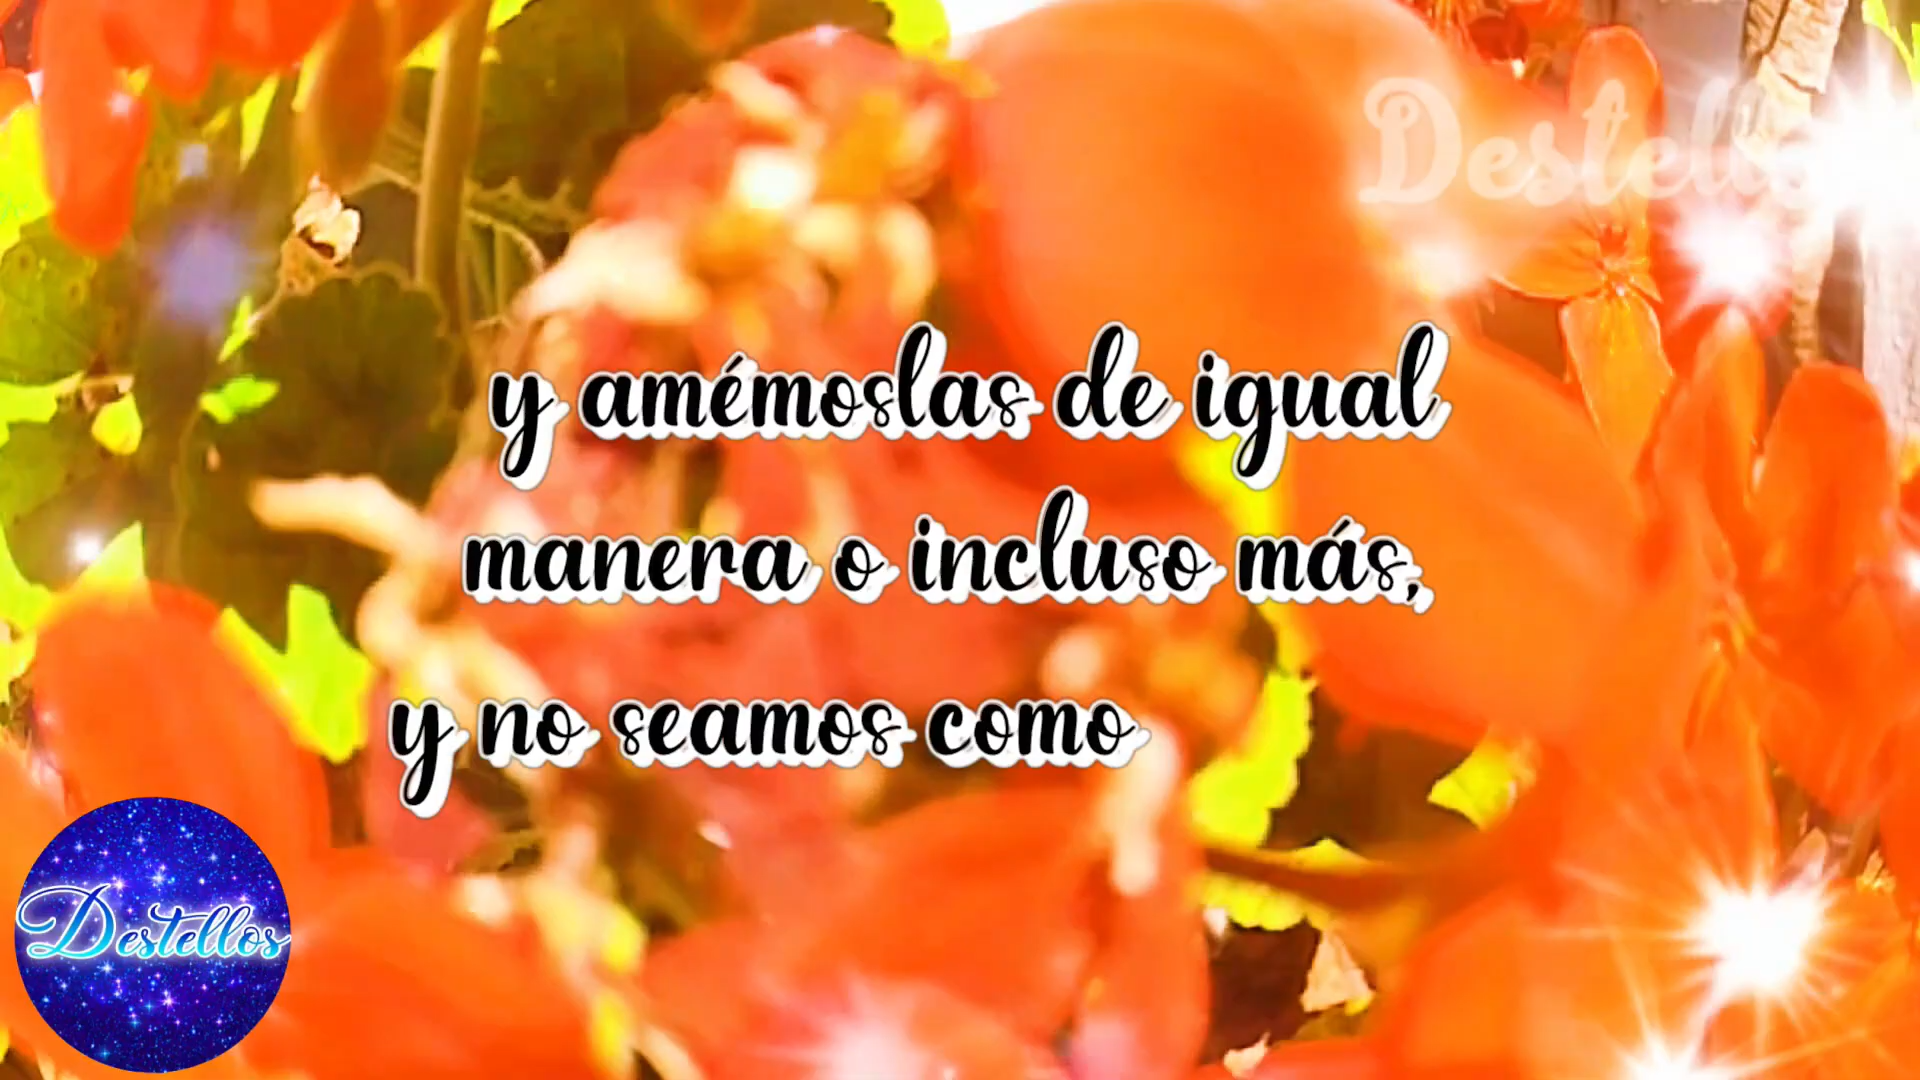 Destellos
y amémoslas de igual
manera o incluso más,
y no seamos como
Destellos